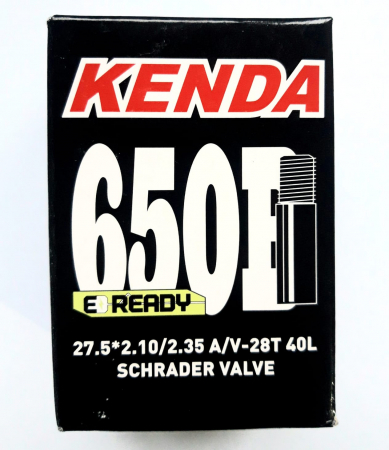 KENDA
650B
E READY
27.5*2.10/2.35 A/V-28T 40L
SCHRADER VALVE